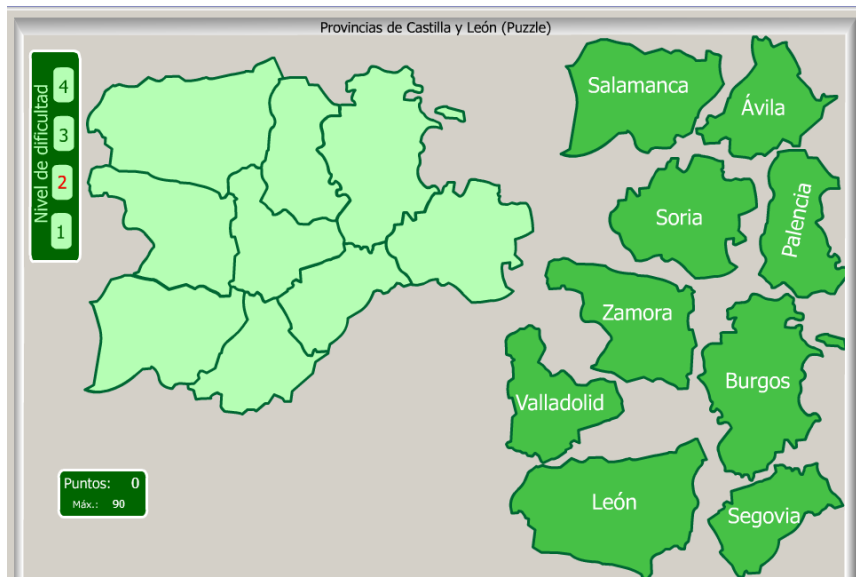 Provincias de Castilla y León (Puzzle)
Nivel de dificultad
4
3
2
1
Salamanca
Ávila
Soria
Palencia
Zamora
Burgos
Valladolid
León
Segovia
Puntos: 0
Máx.: 90